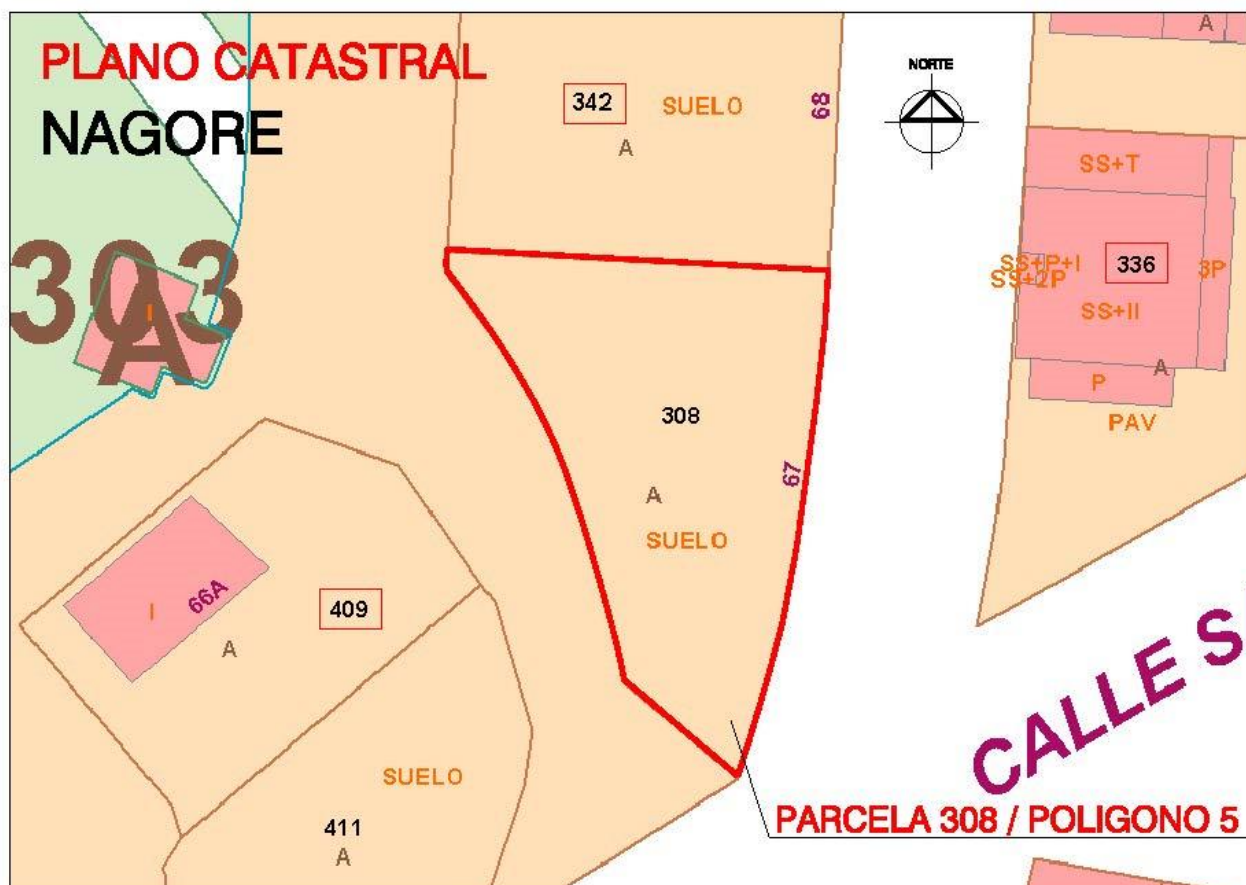 PLANO CATASTRAL
NAGORE
342
SUELO
A
68
NORTE
A
SS+T
SS+P+I
SS+2P
336
3P
SS+II
A
P
PAV
303
A
I
308
A
SUELO
67
I
66A
409
A
SUELO
411
A
CALLE S
PARCELA 308 / POLIGONO 5